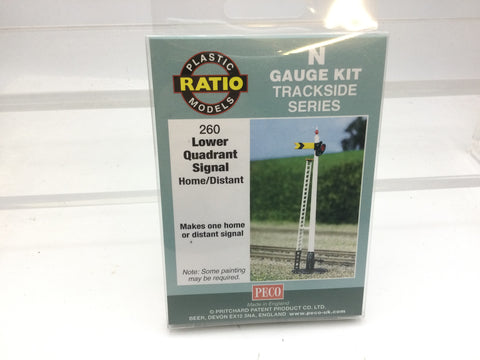 PLASTIC
RATIO
MODELS
N
GAUGE KIT
TRACKSIDE
SERIES
260
Lower
Quadrant
Signal
Home/Distant
Makes one home
or distant signal
Note: Some painting
may be required.
PECO
Made in England
© PRITCHARD PATENT PRODUCT CO. LTD.
BEER, DEVON EX12 3NA, ENGLAND www.peco-uk.com